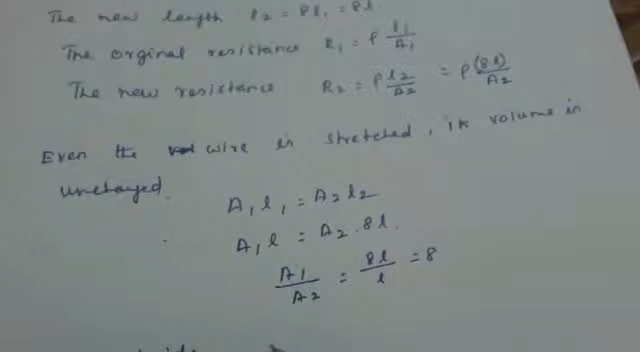 The new length l₂ = 8l₁ = 8l
The orginal resistance R₁ = ρ l₁/A₁
The new resistance R₂ = ρ l₂/A₂ = ρ (8l)/A₂
Even the wire is stretched, its volume is
unchanged.
A₁ l₁ = A₂ l₂
A₁ l = A₂ . 8l.
A₁/A₂ = 8l/l = 8